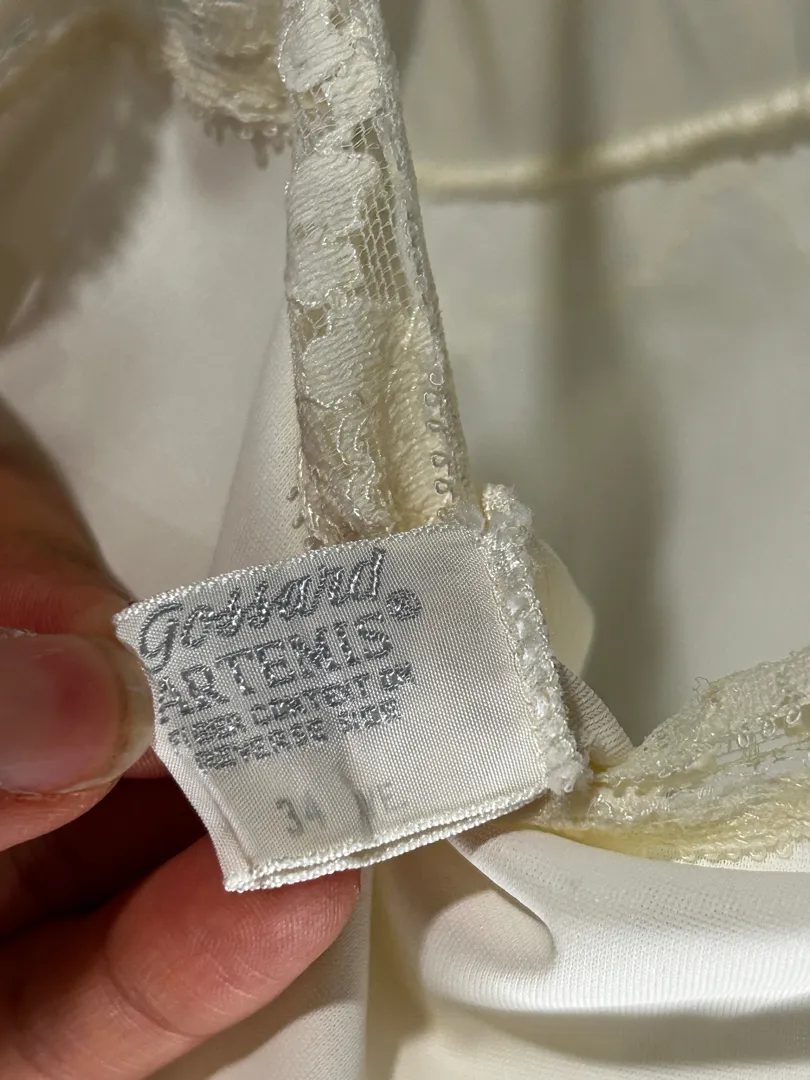 Gossard
ARTEMIS®
FIBER CONTENT ON
REVERSE SIDE
34 E